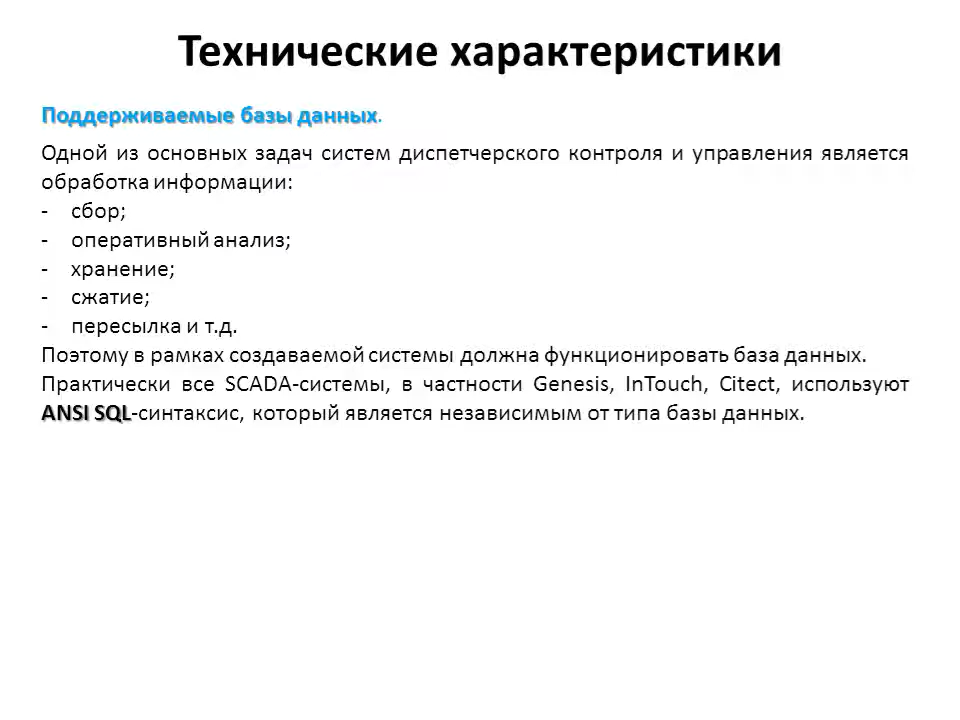 Технические характеристики
Поддерживаемые базы данных.
Одной из основных задач систем диспетчерского контроля и управления является
обработка информации:
- сбор;
- оперативный анализ;
- хранение;
- сжатие;
- пересылка и т.д.
Поэтому в рамках создаваемой системы должна функционировать база данных.
Практически все SCADA-системы, в частности Genesis, InTouch, Citect, используют
ANSI SQL-синтаксис, который является независимым от типа базы данных.